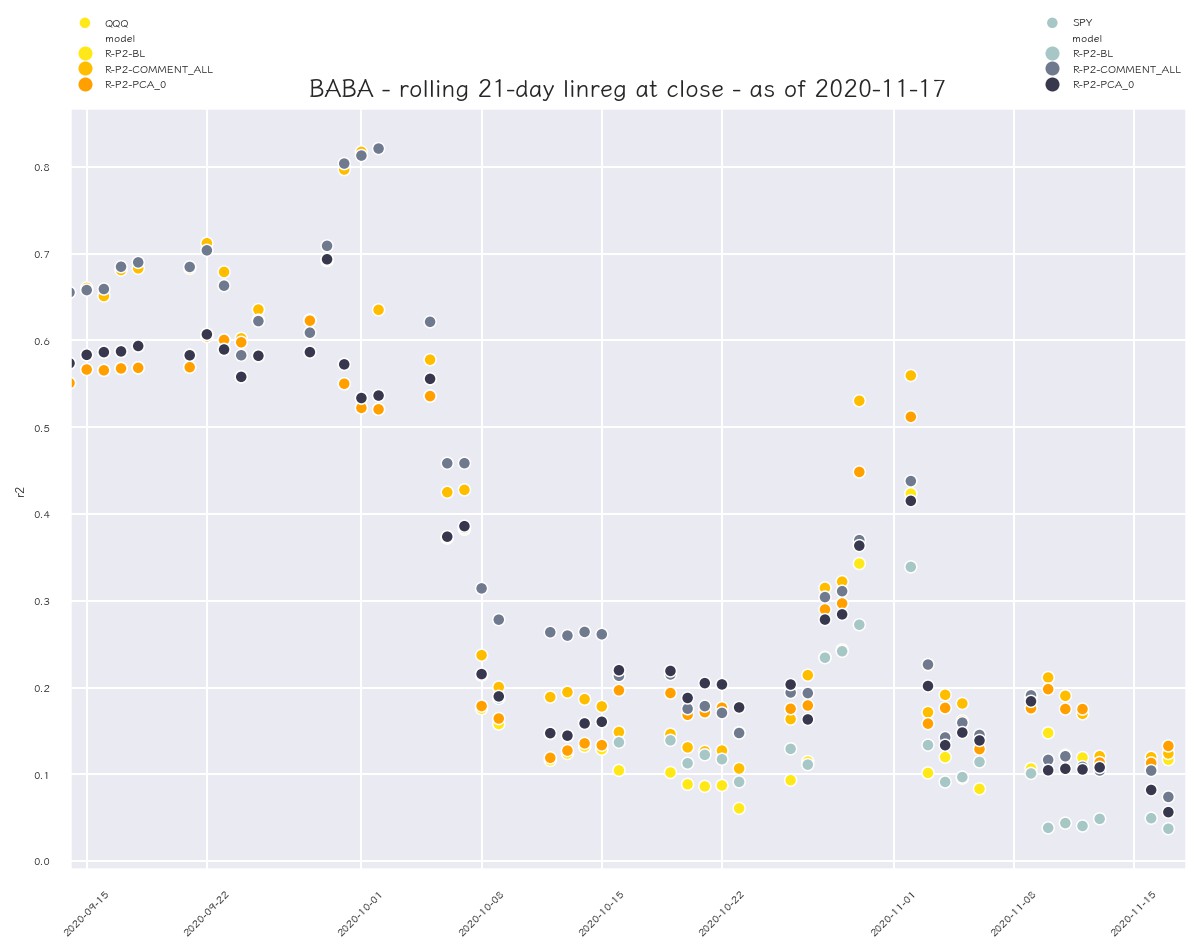 QQQ
model
R-P2-BL
R-P2-COMMENT_ALL
R-P2-PCA_0
SPY
model
R-P2-BL
R-P2-COMMENT_ALL
R-P2-PCA_0
BABA - rolling 21-day linreg at close - as of 2020-11-17
r2
0.8
0.7
0.6
0.5
0.4
0.3
0.2
0.1
0.0
2020-09-15
2020-09-22
2020-10-01
2020-10-08
2020-10-15
2020-10-22
2020-11-01
2020-11-08
2020-11-15